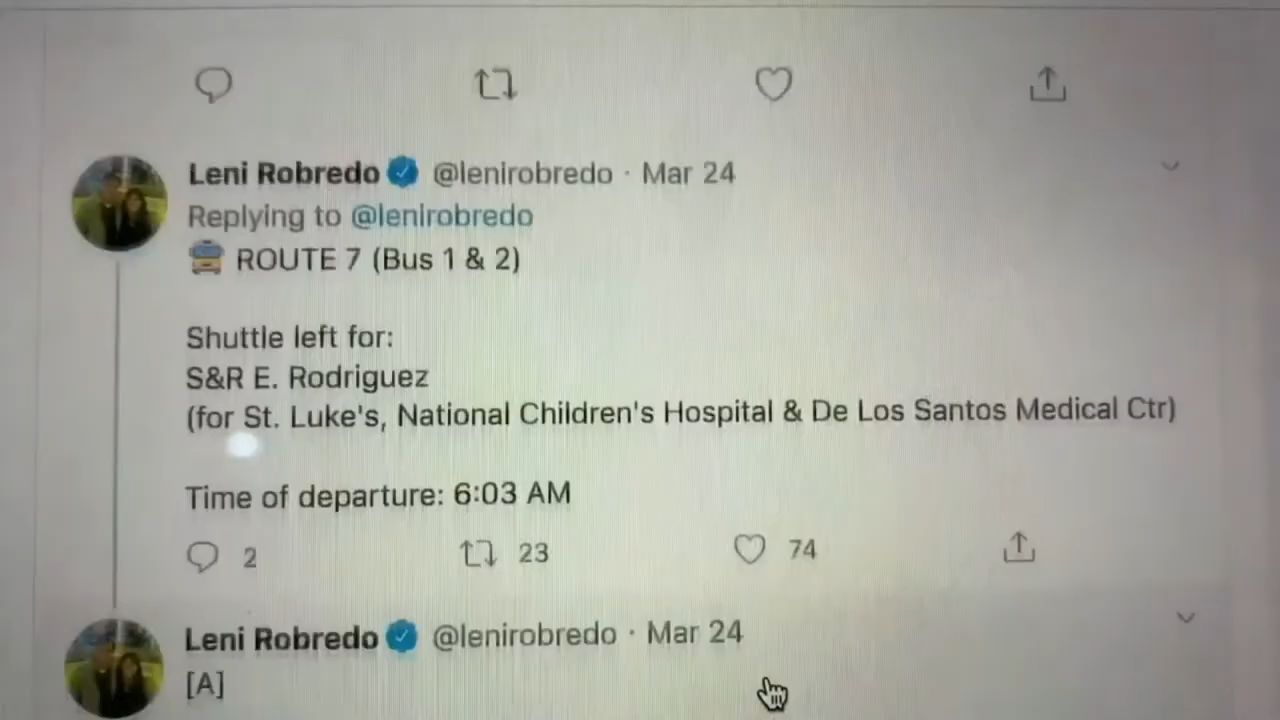 Leni Robredo @lenirobredo · Mar 24
Replying to @lenirobredo
ROUTE 7 (Bus 1 & 2)
Shuttle left for:
S&R E. Rodriguez
(for St. Luke's, National Children's Hospital & De Los Santos Medical Ctr)
Time of departure: 6:03 AM
2 23 74
Leni Robredo @lenirobredo · Mar 24
[A]